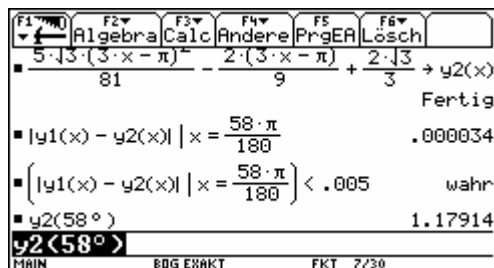 F1 F2 F3 F4 F5 F6
Algebra Calc Andere PrgEA Lösch
5·√3·(3·x − π)² / 81 − 2·(3·x − π) / 9 + 2·√3 / 3 → y2(x)
Fertig
|y1(x) − y2(x)| | x = 58·π / 180
.000034
(|y1(x) − y2(x)| | x = 58·π / 180) < .005
wahr
y2(58°)
1.17914
y2(58°)
MAIN BOG EXAKT FKT 7/30